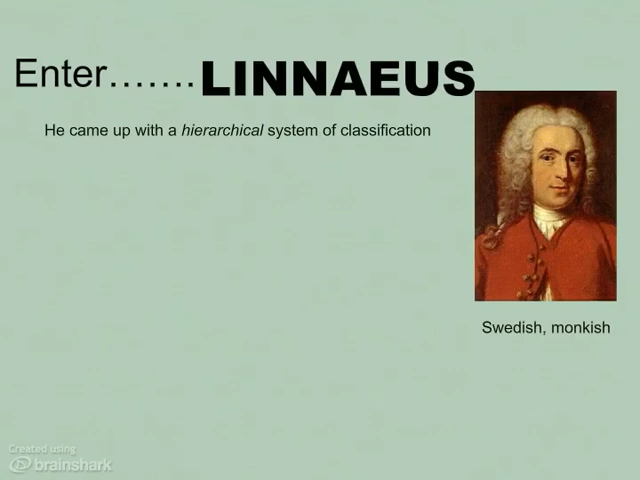 Enter.......LINNAEUS
He came up with a hierarchical system of classification
Swedish, monkish
Created using
brainshark